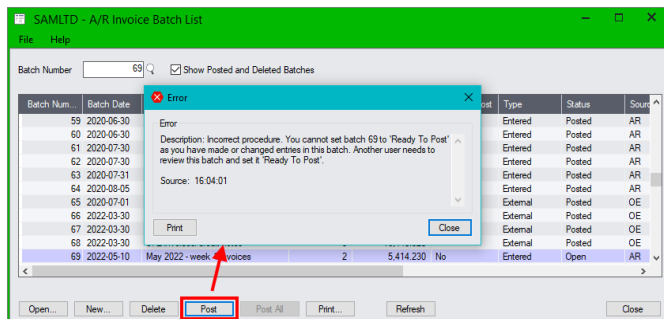 SAMLTD - A/R Invoice Batch List
File Help
Batch Number 69 Show Posted and Deleted Batches
Batch Num... Batch Date Type Status Sourc
59 2020-06-30 Entered Posted AR
60 2020-06-30 Entered Posted AR
61 2020-07-30 Entered Posted AR
62 2020-07-30 Entered Posted AR
63 2020-07-31 Entered Posted AR
64 2020-08-05 Entered Posted AR
65 2020-07-01 External Posted OE
66 2022-03-30 External Posted OE
67 2022-03-30 External Posted OE
68 2022-03-30 External Posted OE
69 2022-05-10 May 2022 - week 2 5,414.230 No Entered Open AR
Error
Error
Description: Incorrect procedure. You cannot set batch 69 to 'Ready To Post'
as you have made or changed entries in this batch. Another user needs to
review this batch and set it 'Ready To Post'.
Source: 16:04:01
Print Close
Open... New... Delete Post Post All Print... Refresh Close